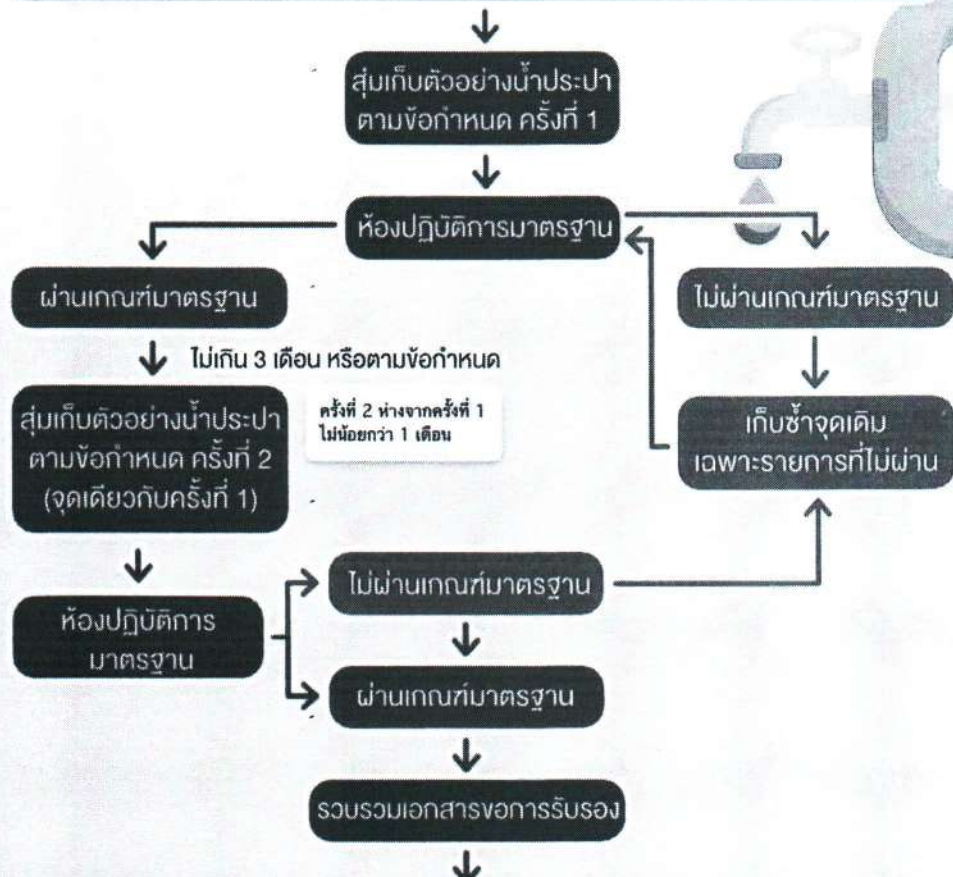 สุ่มเก็บตัวอย่างน้ำประปา
ตามข้อกำหนด ครั้งที่ 1
ห้องปฏิบัติการมาตรฐาน
ผ่านเกณฑ์มาตรฐาน
ไม่ผ่านเกณฑ์มาตรฐาน
ไม่เกิน 3 เดือน หรือตามข้อกำหนด
สุ่มเก็บตัวอย่างน้ำประปา
ตามข้อกำหนด ครั้งที่ 2
(จุดเดียวกับครั้งที่ 1)
ครั้งที่ 2 ห่างจากครั้งที่ 1
ไม่น้อยกว่า 1 เดือน
เก็บซ้ำจุดเดิม
เฉพาะรายการที่ไม่ผ่าน
ห้องปฏิบัติการ
มาตรฐาน
ไม่ผ่านเกณฑ์มาตรฐาน
ผ่านเกณฑ์มาตรฐาน
รวบรวมเอกสารขอการรับรอง